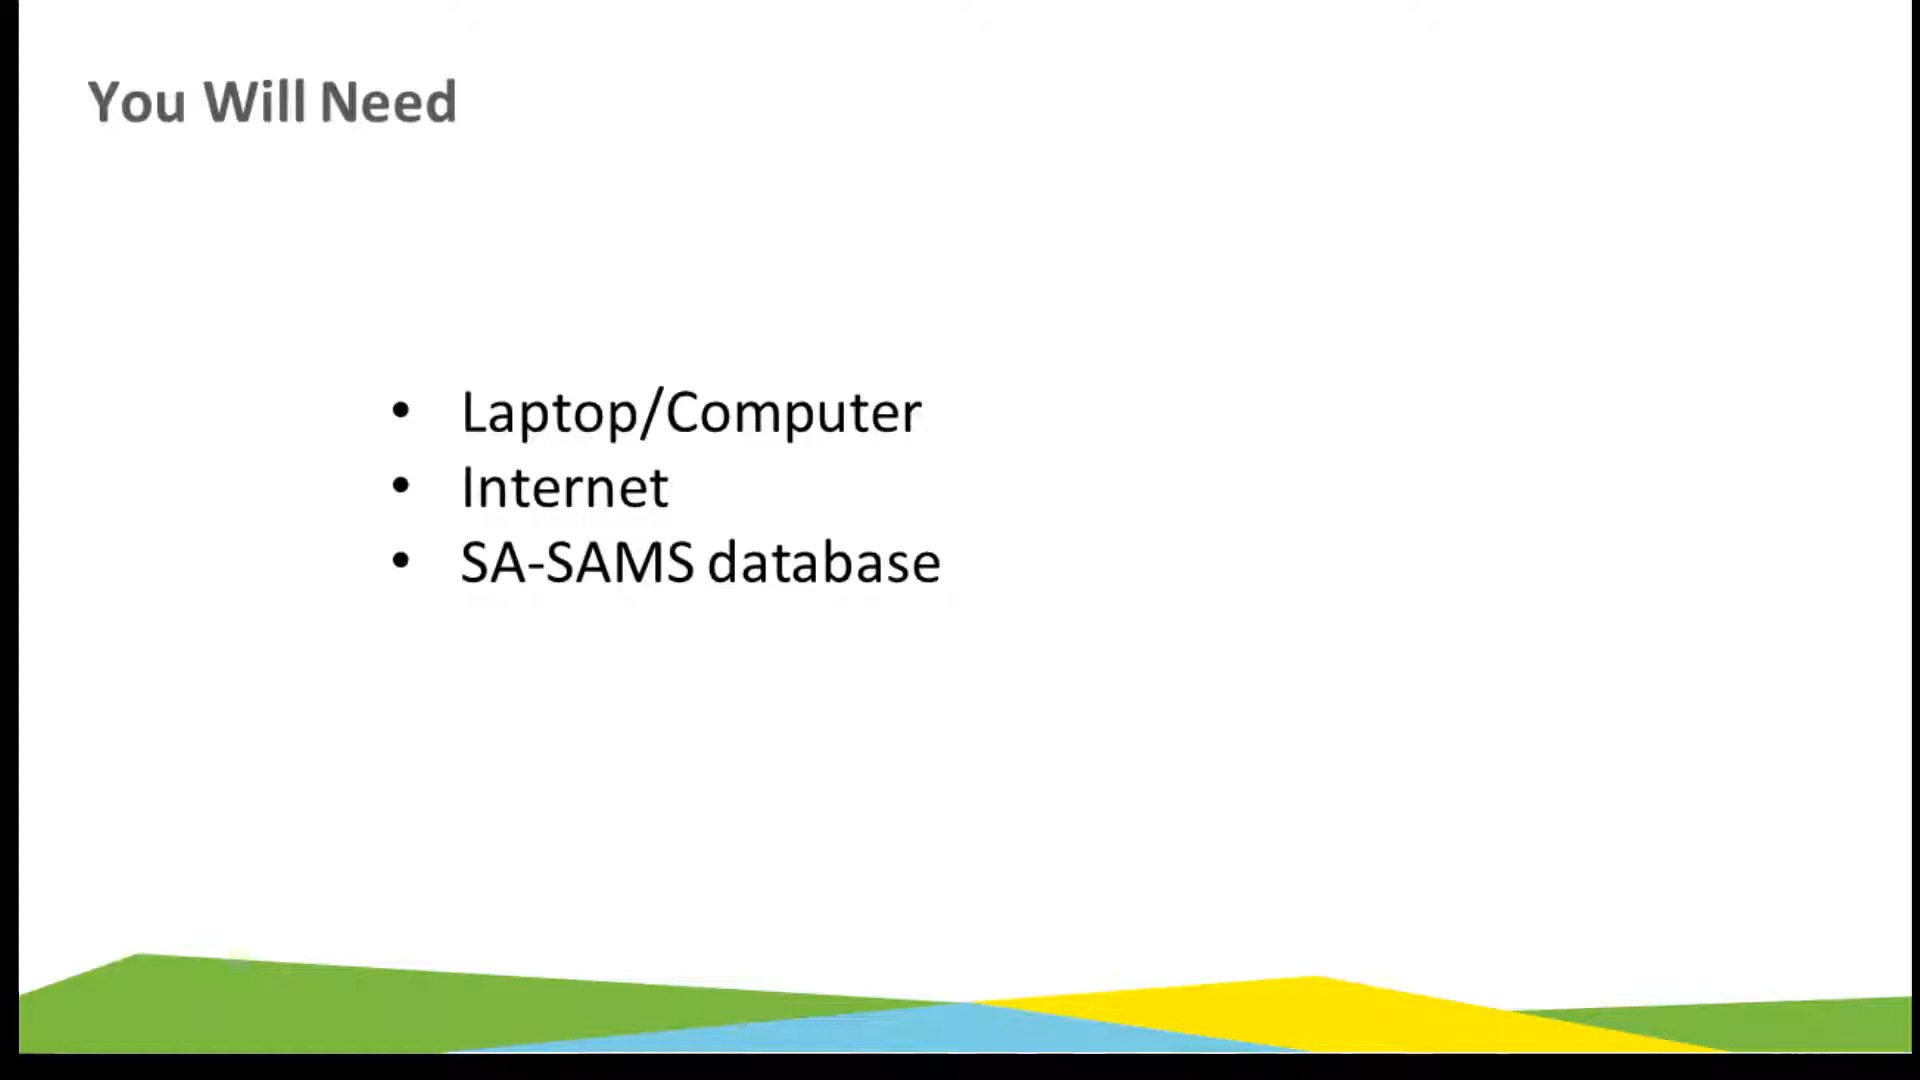 You Will Need
• Laptop/Computer
• Internet
• SA-SAMS database